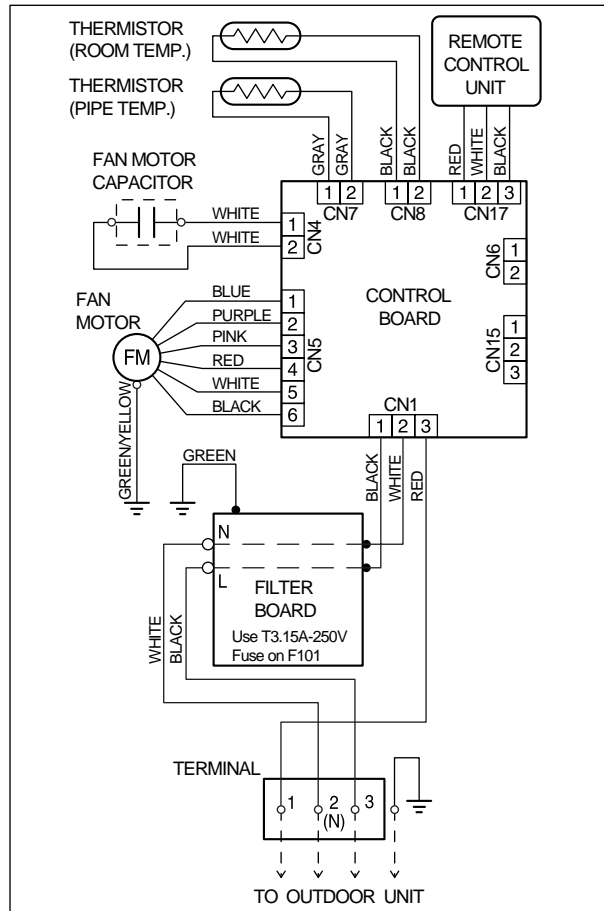 THERMISTOR
(ROOM TEMP.)
REMOTE
CONTROL
UNIT
THERMISTOR
(PIPE TEMP.)
GRAY
GRAY
BLACK
BLACK
RED
WHITE
BLACK
FAN MOTOR
CAPACITOR
1 2
CN7
1 2
CN8
1 2 3
CN17
WHITE
WHITE
1
2
CN4
CN6
1
2
FAN
MOTOR
FM
BLUE
PURPLE
PINK
RED
WHITE
BLACK
1
2
3
4
5
6
CN5
CONTROL
BOARD
CN15
1
2
3
CN1
1 2 3
GREEN/YELLOW
GREEN
BLACK
WHITE
RED
N
L
FILTER
BOARD
Use T3.15A-250V
Fuse on F101
WHITE
BLACK
TERMINAL
1 2 3
(N)
TO OUTDOOR UNIT